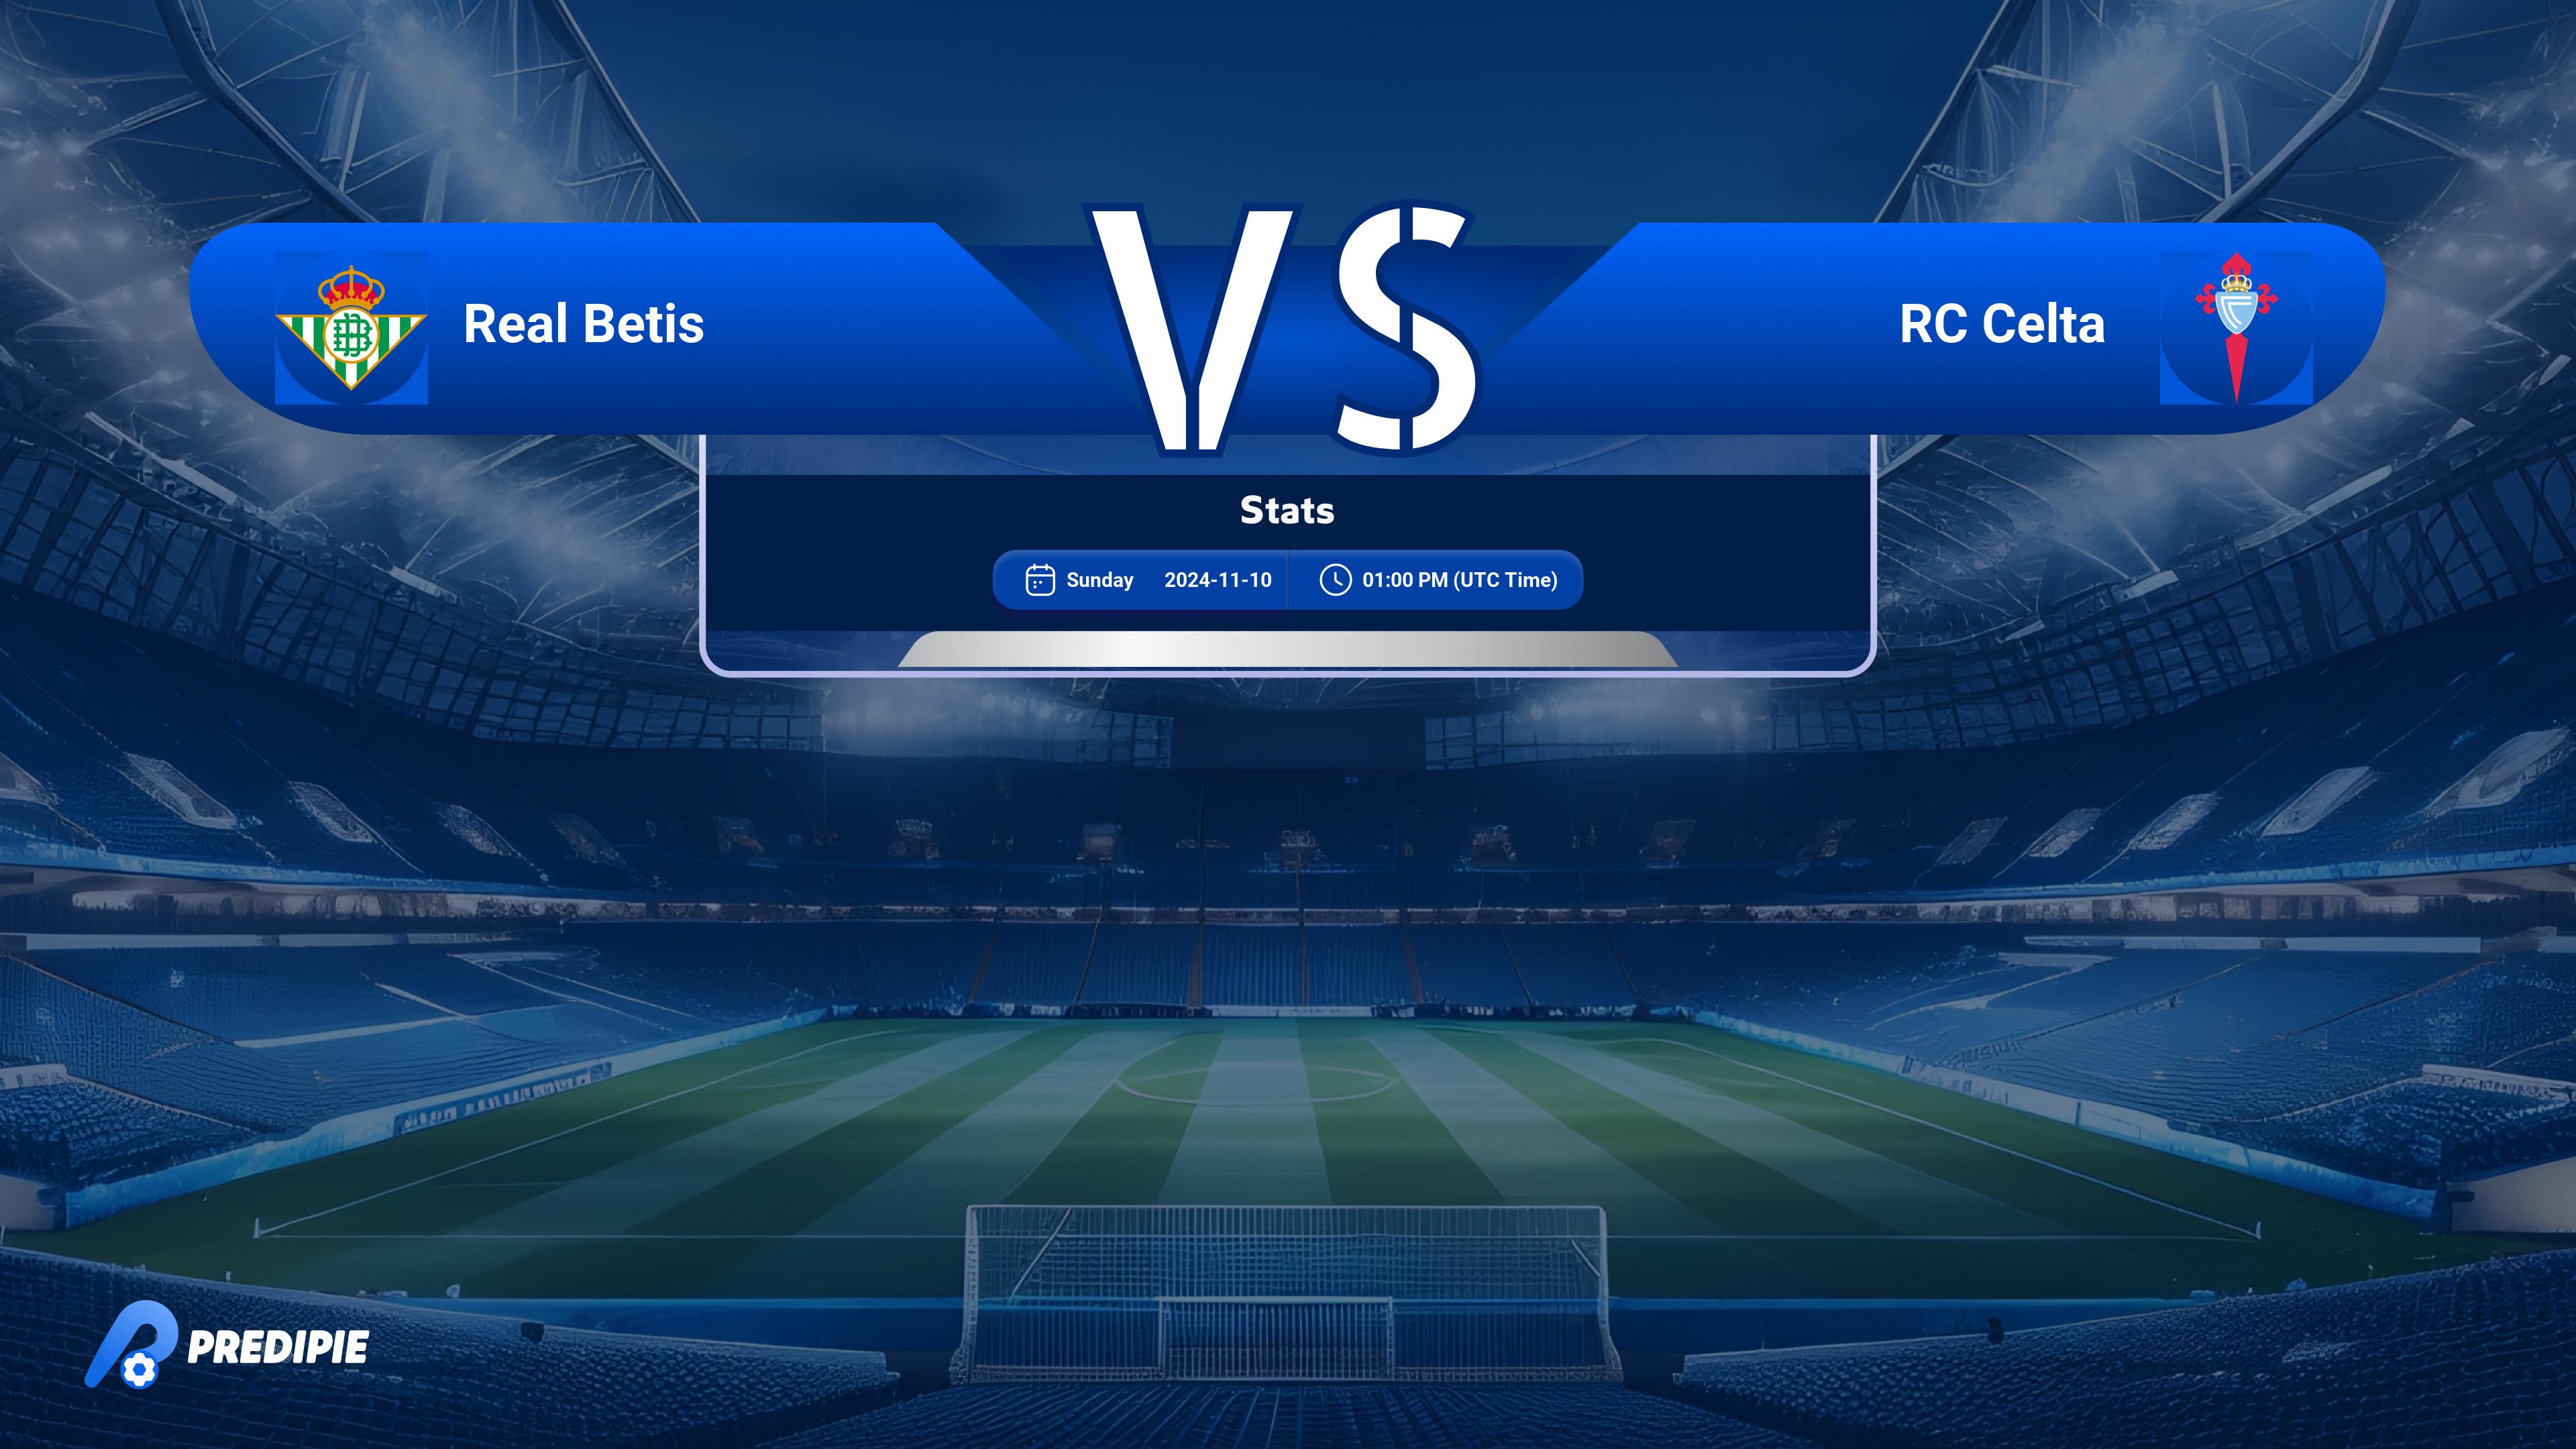 Real Betis
VS
RC Celta
Stats
Sunday 2024-11-10 01:00 PM (UTC Time)
PREDIPIE